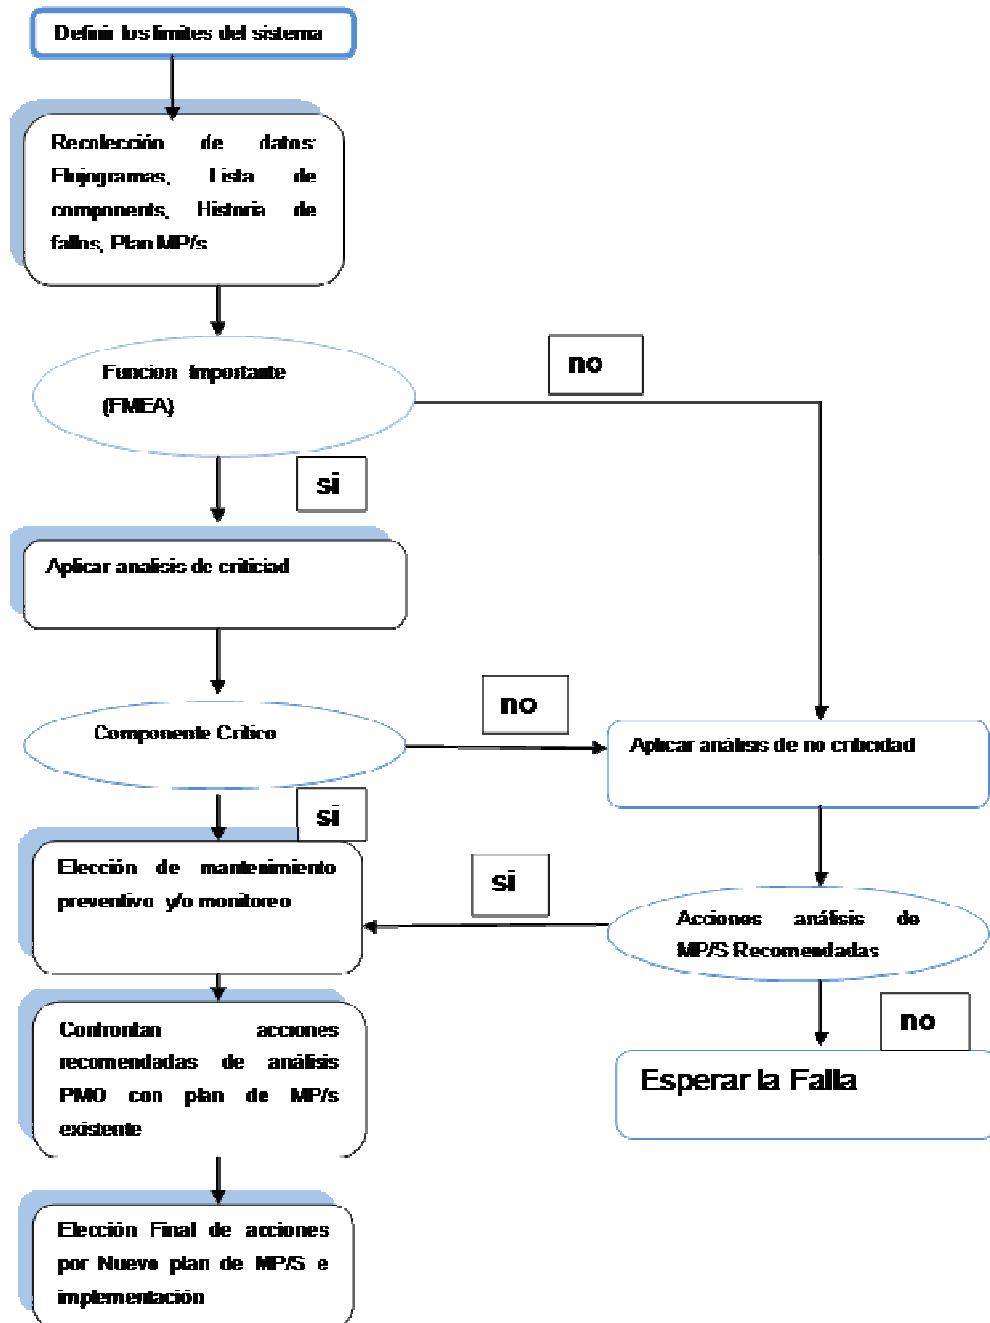 Definir los limites del sistema
Recolección de datos:
Flujogramas, Lista de
components, Historia de
fallos, Plan MP/s
Funcion Importante
(FMEA)
no
si
Aplicar analisis de criticiad
Componente Critico
no
Aplicar análisis de no criticidad
si
Elección de mantenimiento
preventivo y/o monitoreo
si
Acciones análisis de
MP/S Recomendadas
no
Confrontan acciones
recomendadas de análisis
PMO con plan de MP/s
existente
Esperar la Falla
Elección Final de acciones
por Nuevo plan de MP/S e
implementación